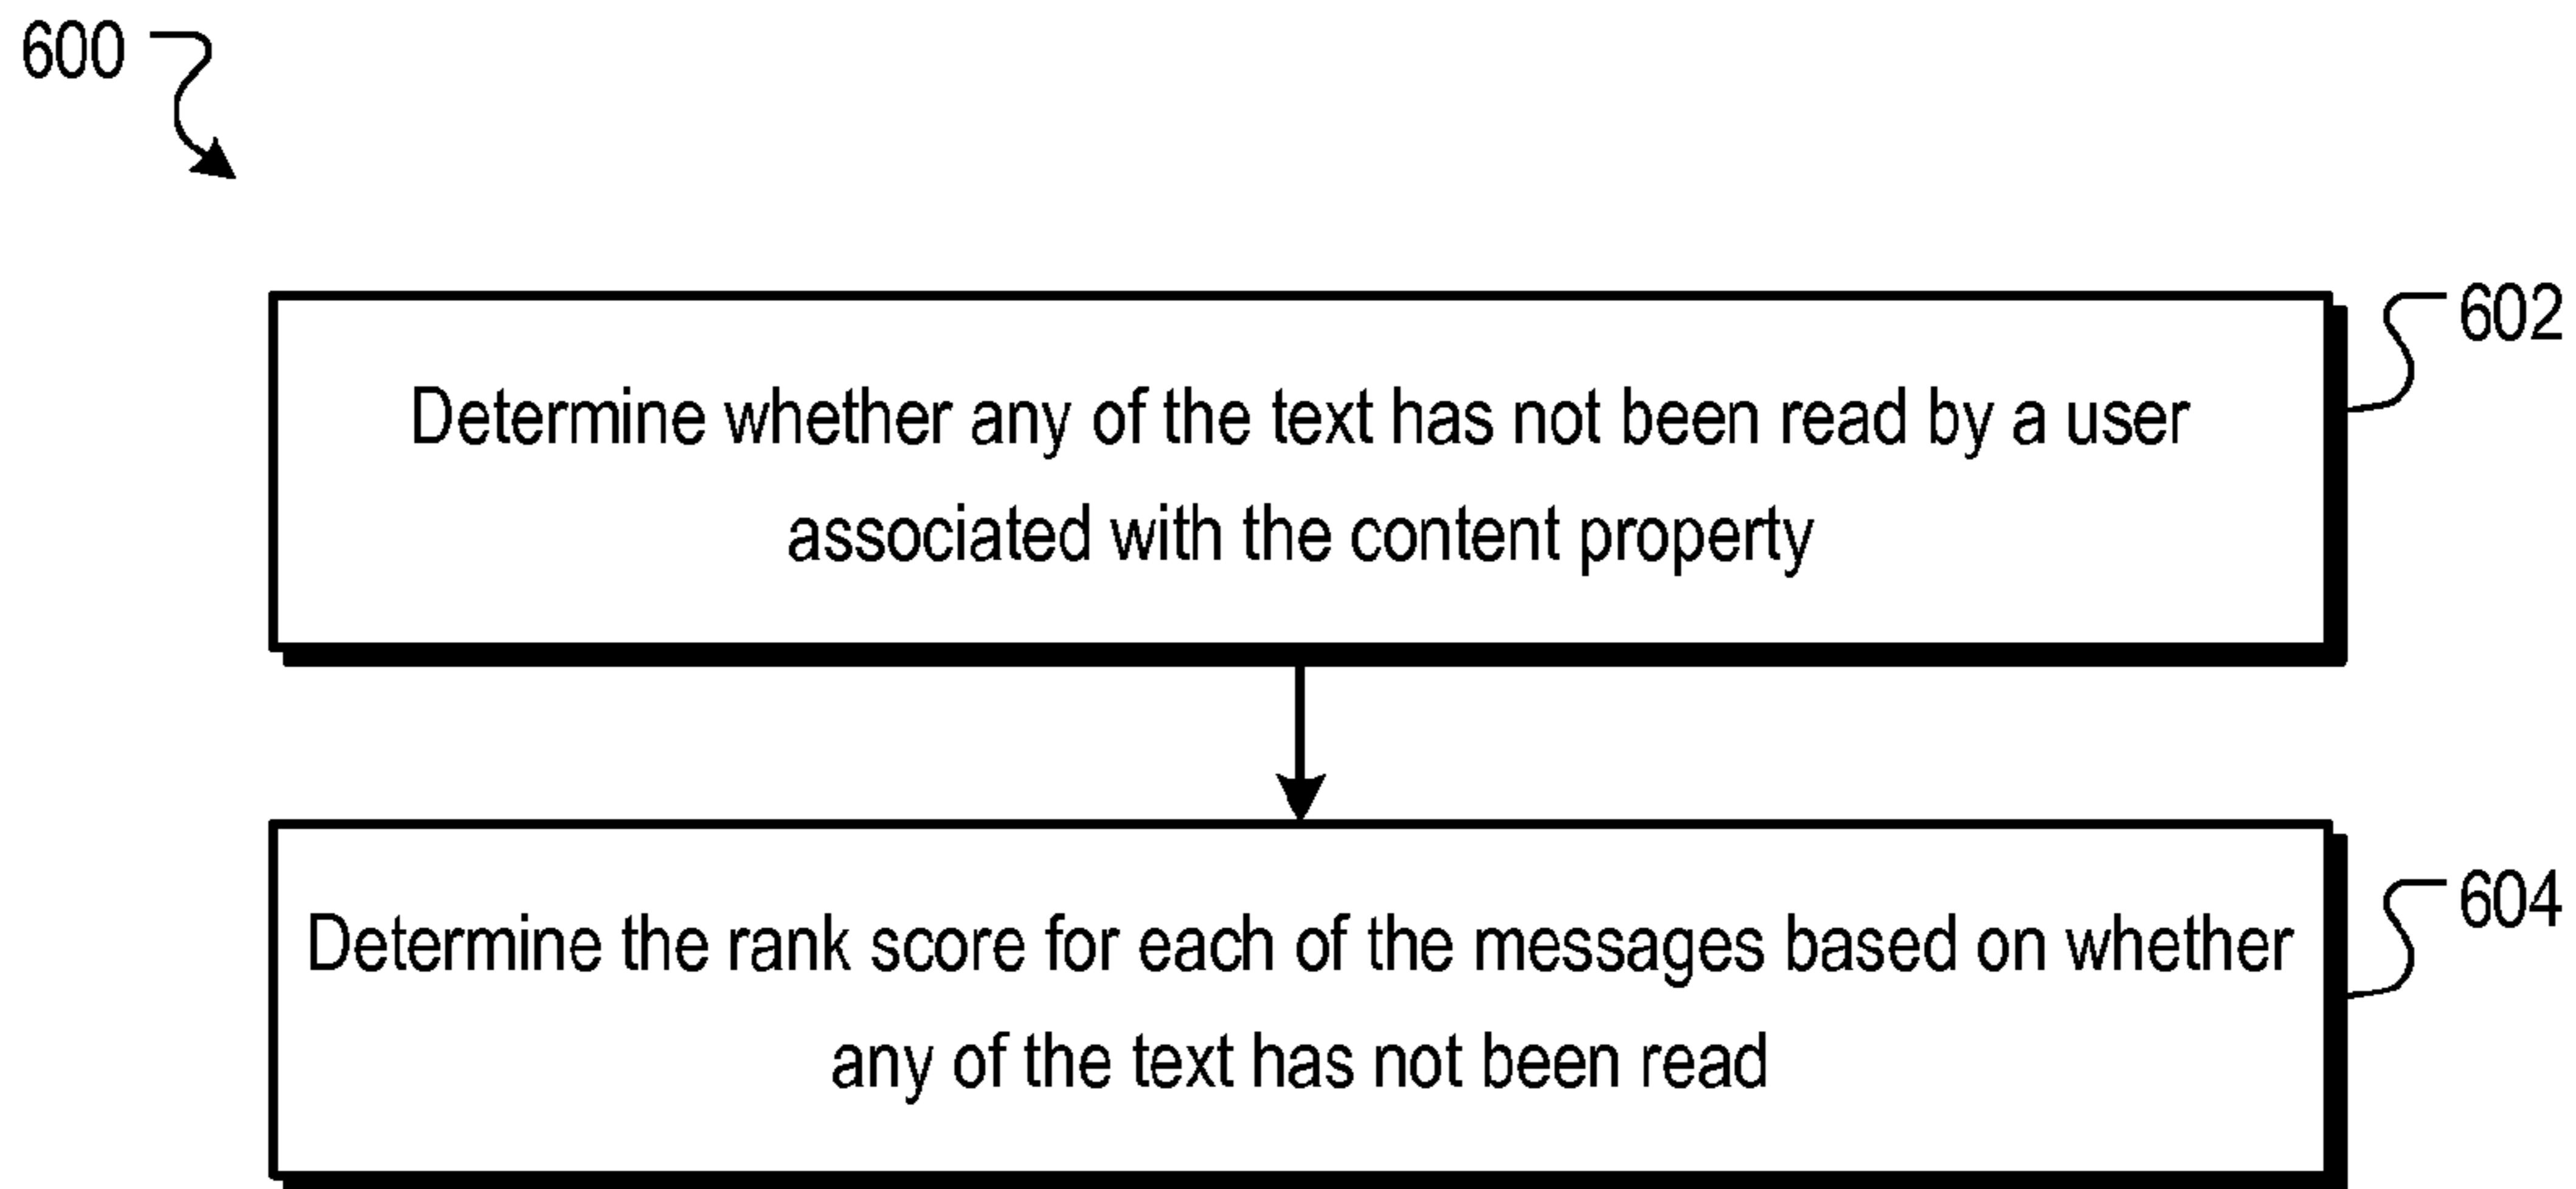 600
602
Determine whether any of the text has not been read by a user
associated with the content property
604
Determine the rank score for each of the messages based on whether
any of the text has not been read